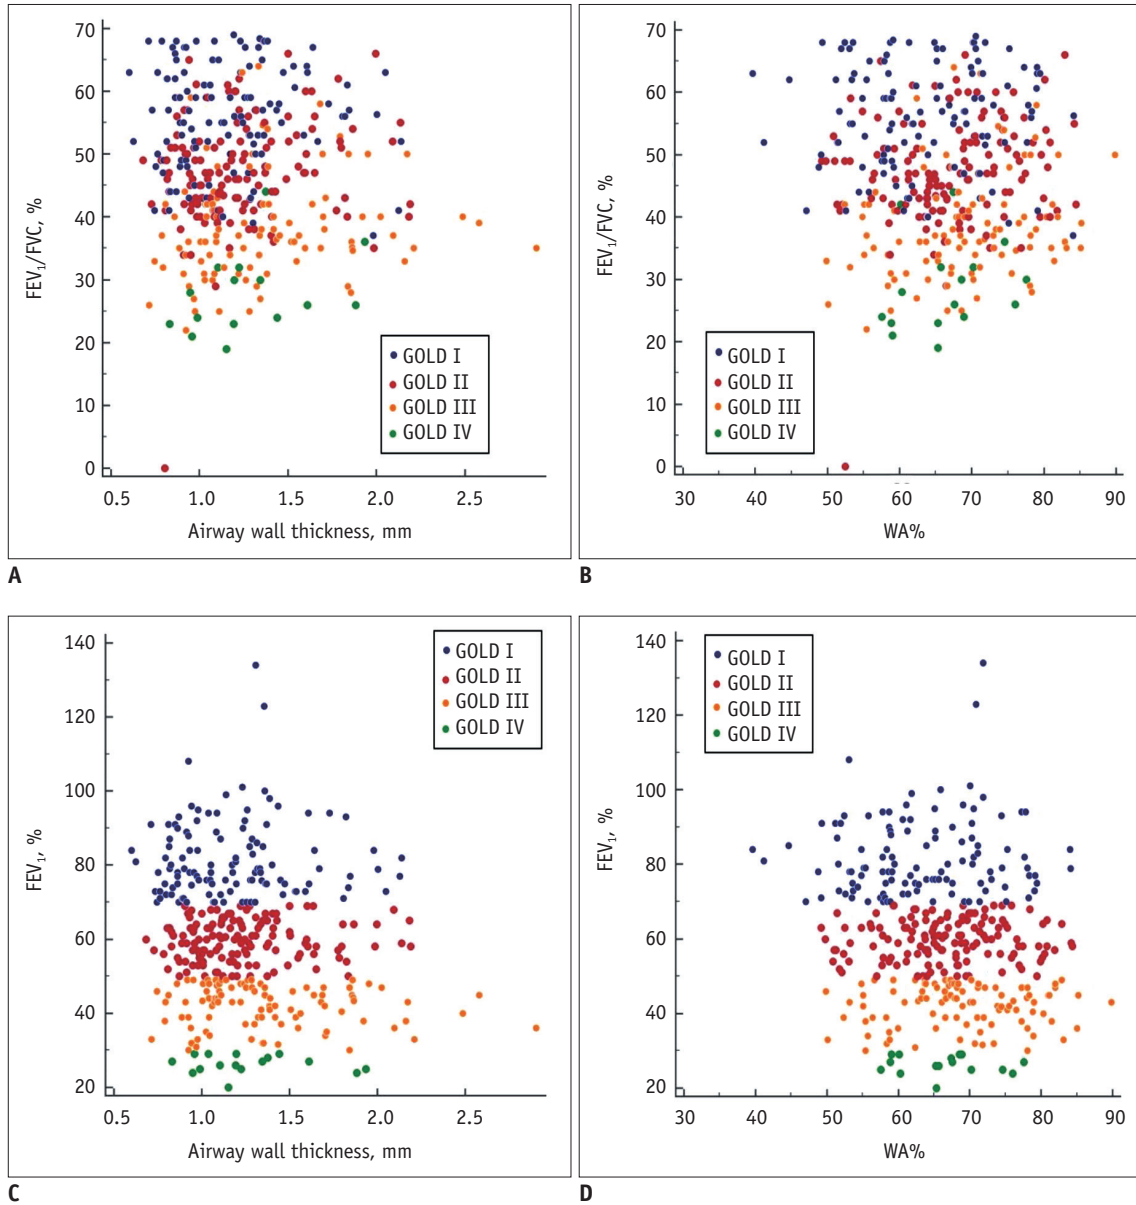 70
60
50
40
30
20
10
0
FEV1/FVC, %
GOLD I
GOLD II
GOLD III
GOLD IV
0.5 1.0 1.5 2.0 2.5
Airway wall thickness, mm
A
70
60
50
40
30
20
10
0
FEV1/FVC, %
GOLD I
GOLD II
GOLD III
GOLD IV
30 40 50 60 70 80 90
WA%
B
140
120
100
80
60
40
20
FEV1, %
GOLD I
GOLD II
GOLD III
GOLD IV
0.5 1.0 1.5 2.0 2.5
Airway wall thickness, mm
C
140
120
100
80
60
40
20
FEV1, %
GOLD I
GOLD II
GOLD III
GOLD IV
30 40 50 60 70 80 90
WA%
D